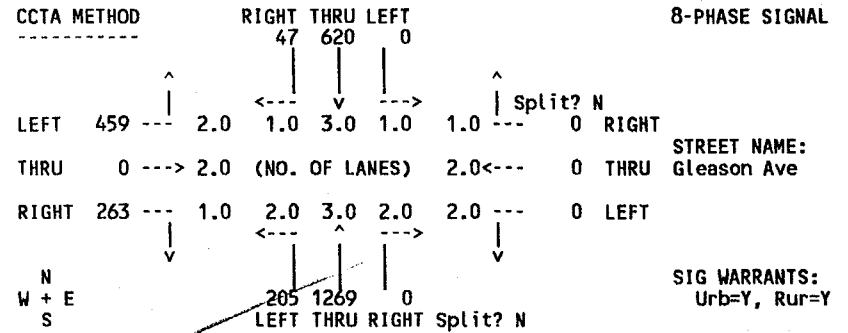 CCTA METHOD RIGHT THRU LEFT 8-PHASE SIGNAL
----------- 47 620 0
^ ^
| | | | | Split? N
<--- v --->
LEFT 459 --- 2.0 1.0 3.0 1.0 1.0 --- 0 RIGHT
STREET NAME:
THRU 0 ---> 2.0 (NO. OF LANES) 2.0<--- 0 THRU Gleason Ave
RIGHT 263 --- 1.0 2.0 3.0 2.0 2.0 --- 0 LEFT
<--- ^ --->
v v
N SIG WARRANTS:
W + E 205 1269 0 Urb=Y, Rur=Y
S LEFT THRU RIGHT Split? N